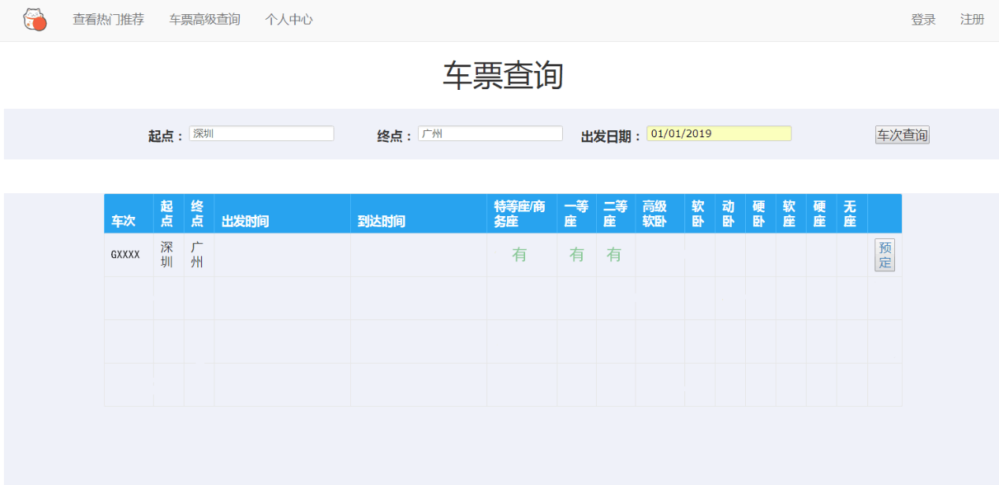 查看热门推荐 车票高级查询 个人中心 登录 注册
车票查询
起点： 深圳 终点： 广州 出发日期： 01/01/2019 车次查询
车次 起点 终点 出发时间 到达时间 特等座/商务座 一等座 二等座 高级软卧 软卧 动卧 硬卧 软座 硬座 无座
GXXXX 深圳 广州 有 有 有 预定